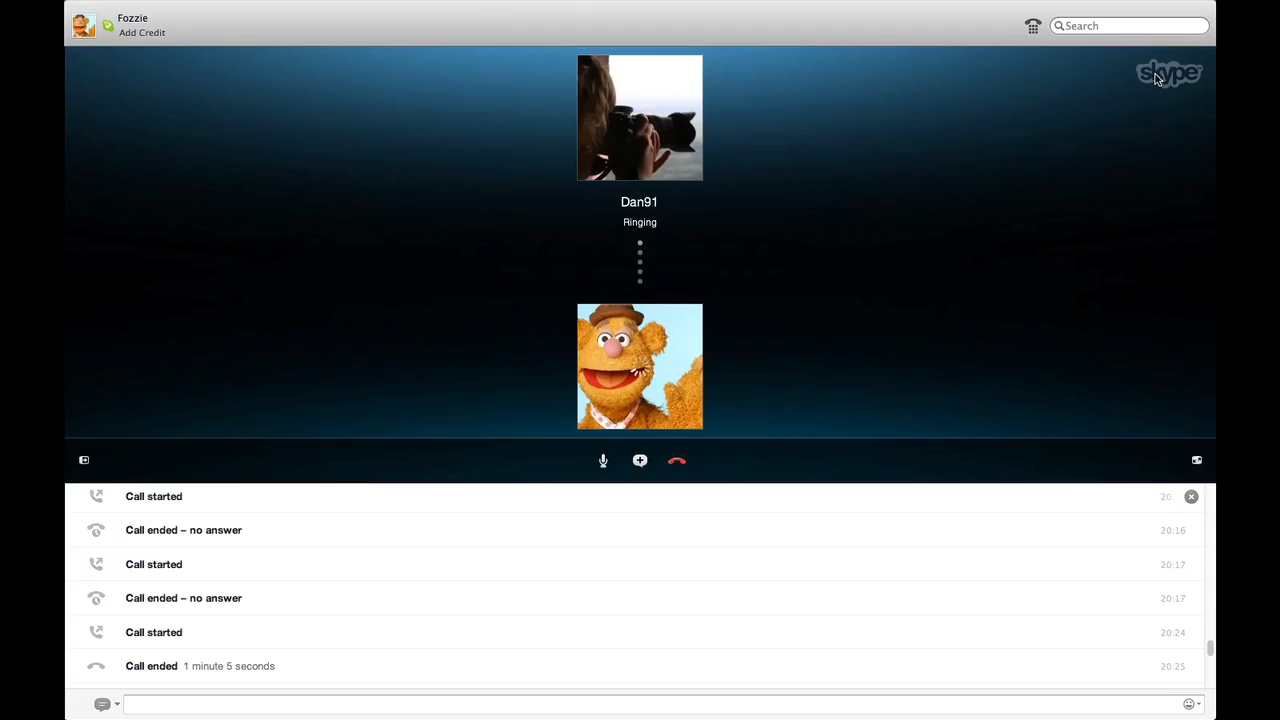 Fozzie
Add Credit
Search
skype
Dan91
Ringing
Call started 20
Call ended – no answer 20:16
Call started 20:17
Call ended – no answer 20:17
Call started 20:24
Call ended 1 minute 5 seconds 20:25